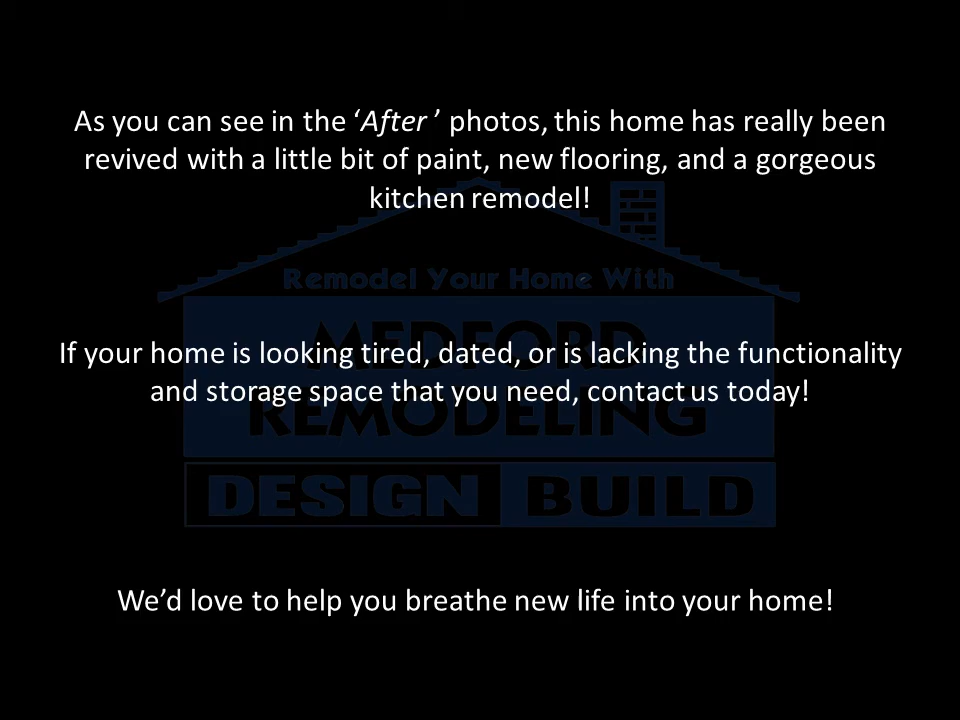 As you can see in the ‘After ’ photos, this home has really been
revived with a little bit of paint, new flooring, and a gorgeous
kitchen remodel!
Remodel Your Home With
MEDFORD
If your home is looking tired, dated, or is lacking the functionality
and storage space that you need, contact us today!
REMODELING
DESIGN BUILD
We’d love to help you breathe new life into your home!